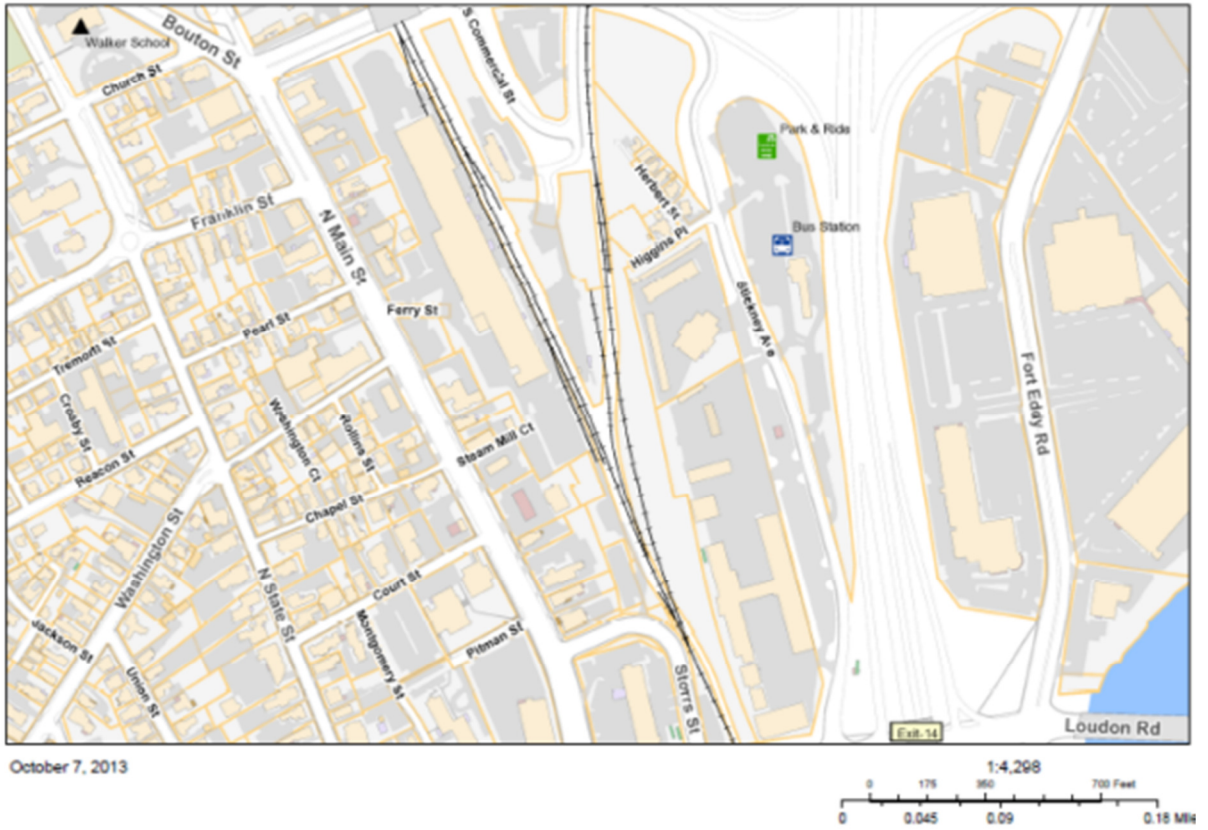 Walker School
Bouton St
S Commercial St
Church St
Park & Ride
Herbert St
Franklin St
N Main St
Bus Station
Higgins Pl
Ferry St
Stickney Ave
Pearl St
Tremont St
Fort Eddy Rd
Crosby St
Washington Ct
Rollins St
Steam Mill Ct
Beacon St
Chapel St
Washington St
N State St
Court St
Jackson St
Montgomery St
Pitman St
Union St
Storrs St
Exit-14
Loudon Rd
October 7, 2013
1:4,298
0 175 350 700 Feet
0 0.045 0.09 0.18 Mile